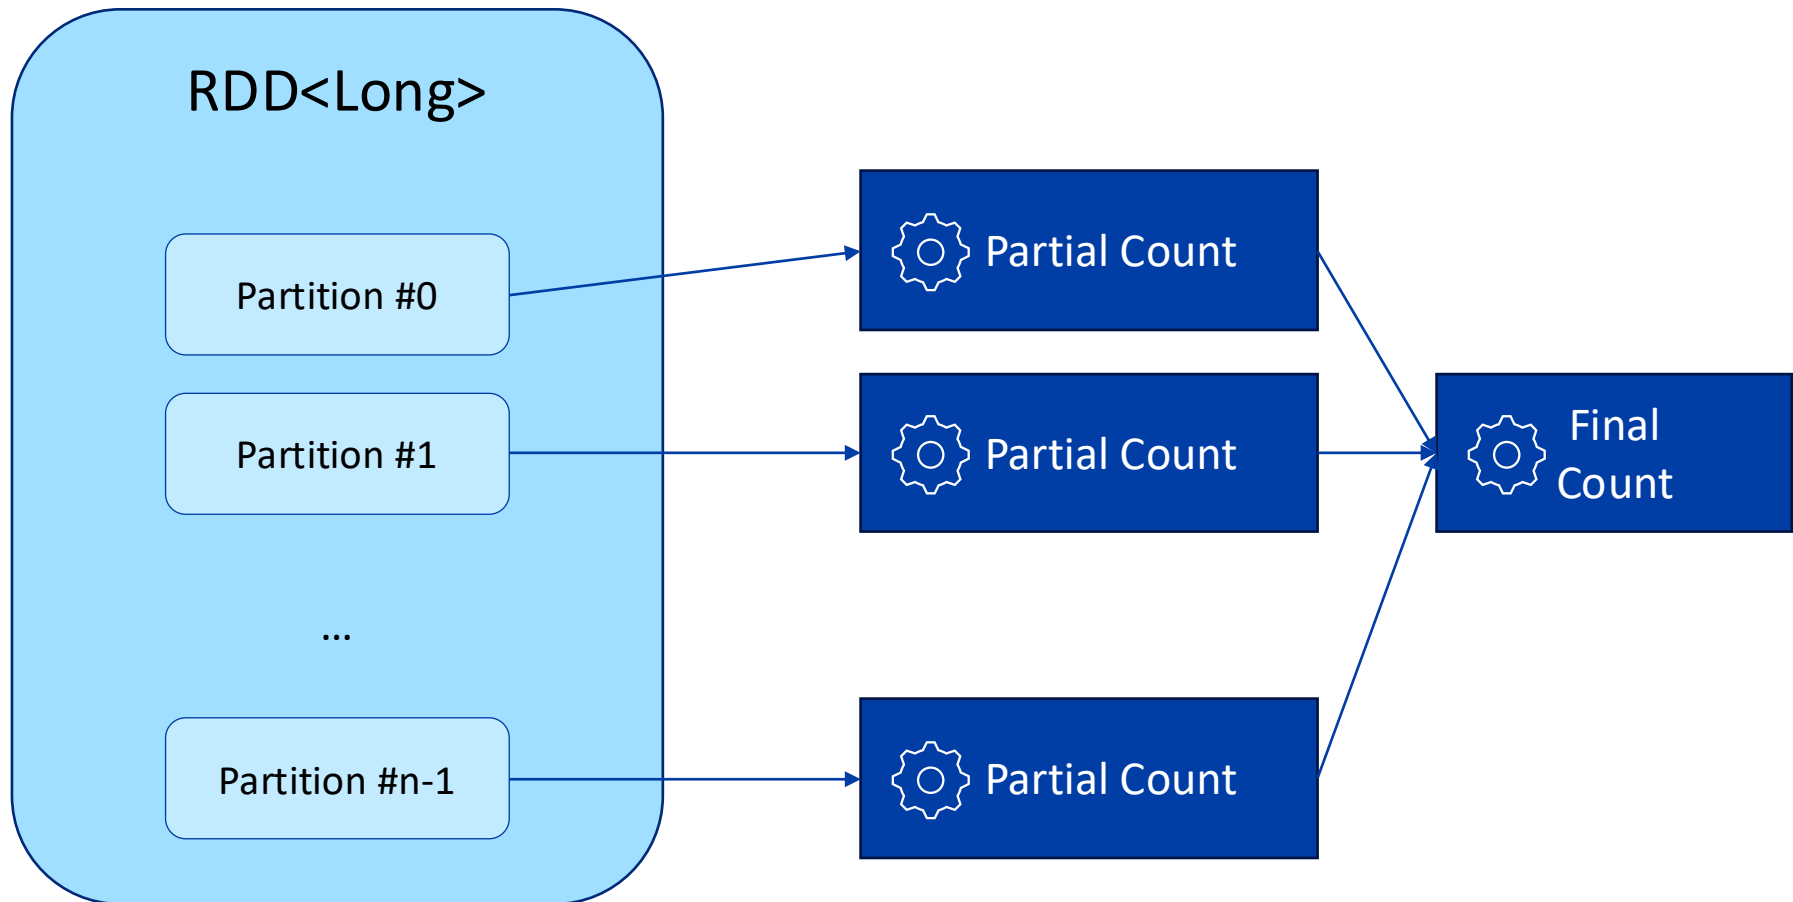 RDD<Long>
Partition #0
Partial Count
Partition #1
Partial Count
Final
Count
...
Partition #n-1
Partial Count